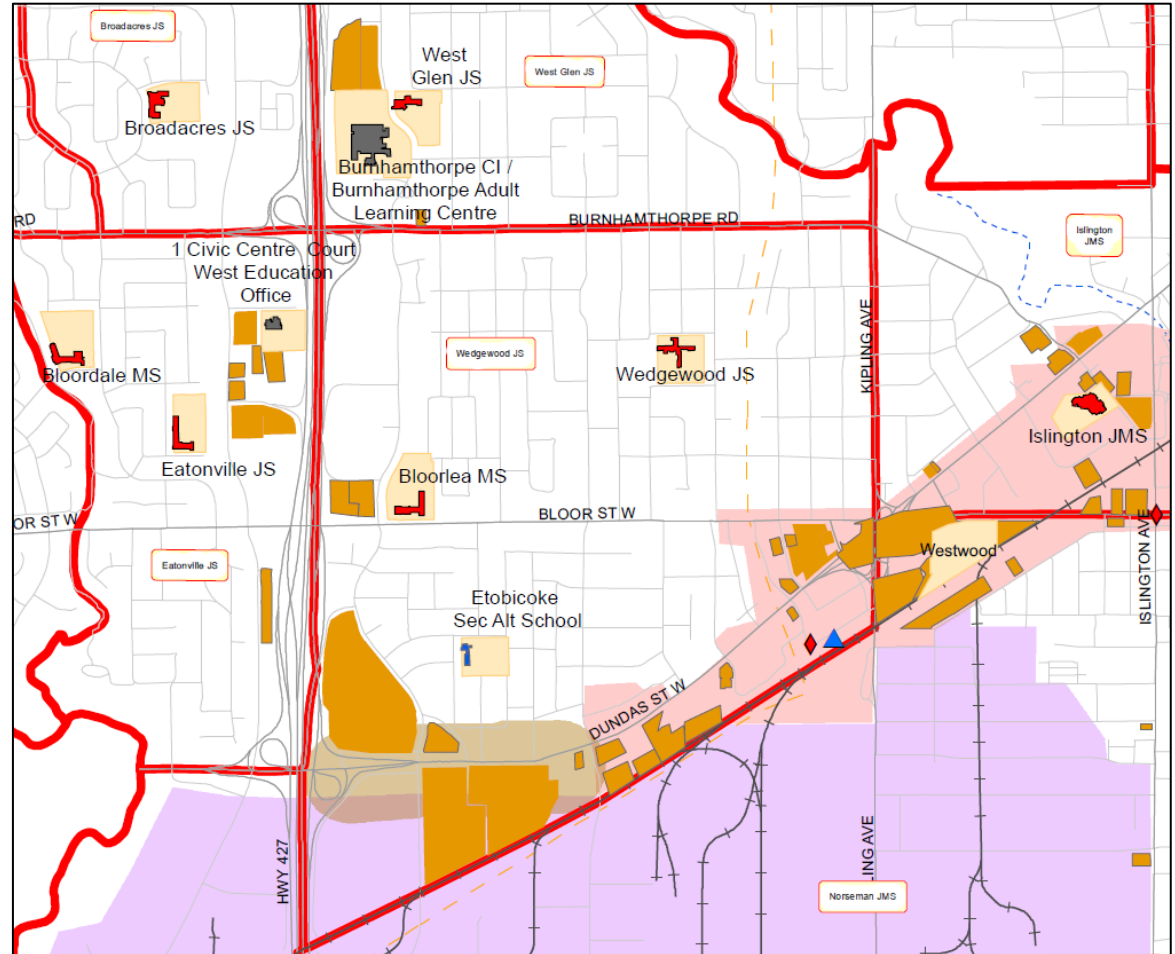 Broadacres JS
West
Glen JS
West Glen JS
Broadacres JS
Burnhamthorpe CI /
Burnhamthorpe Adult
Learning Centre
RD
BURNHAMTHORPE RD
Islington
JMS
1 Civic Centre Court
West Education
Office
KIPLING AVE
Wedgewood JS
Wedgewood JS
Bloordale MS
Islington JMS
Eatonville JS
Bloorlea MS
OR ST W
BLOOR ST W
Westwood
Eatonville JS
Etobicoke
Sec Alt School
ISLINGTON AVE
DUNDAS ST W
HWY 427
LING AVE
Norseman JMS